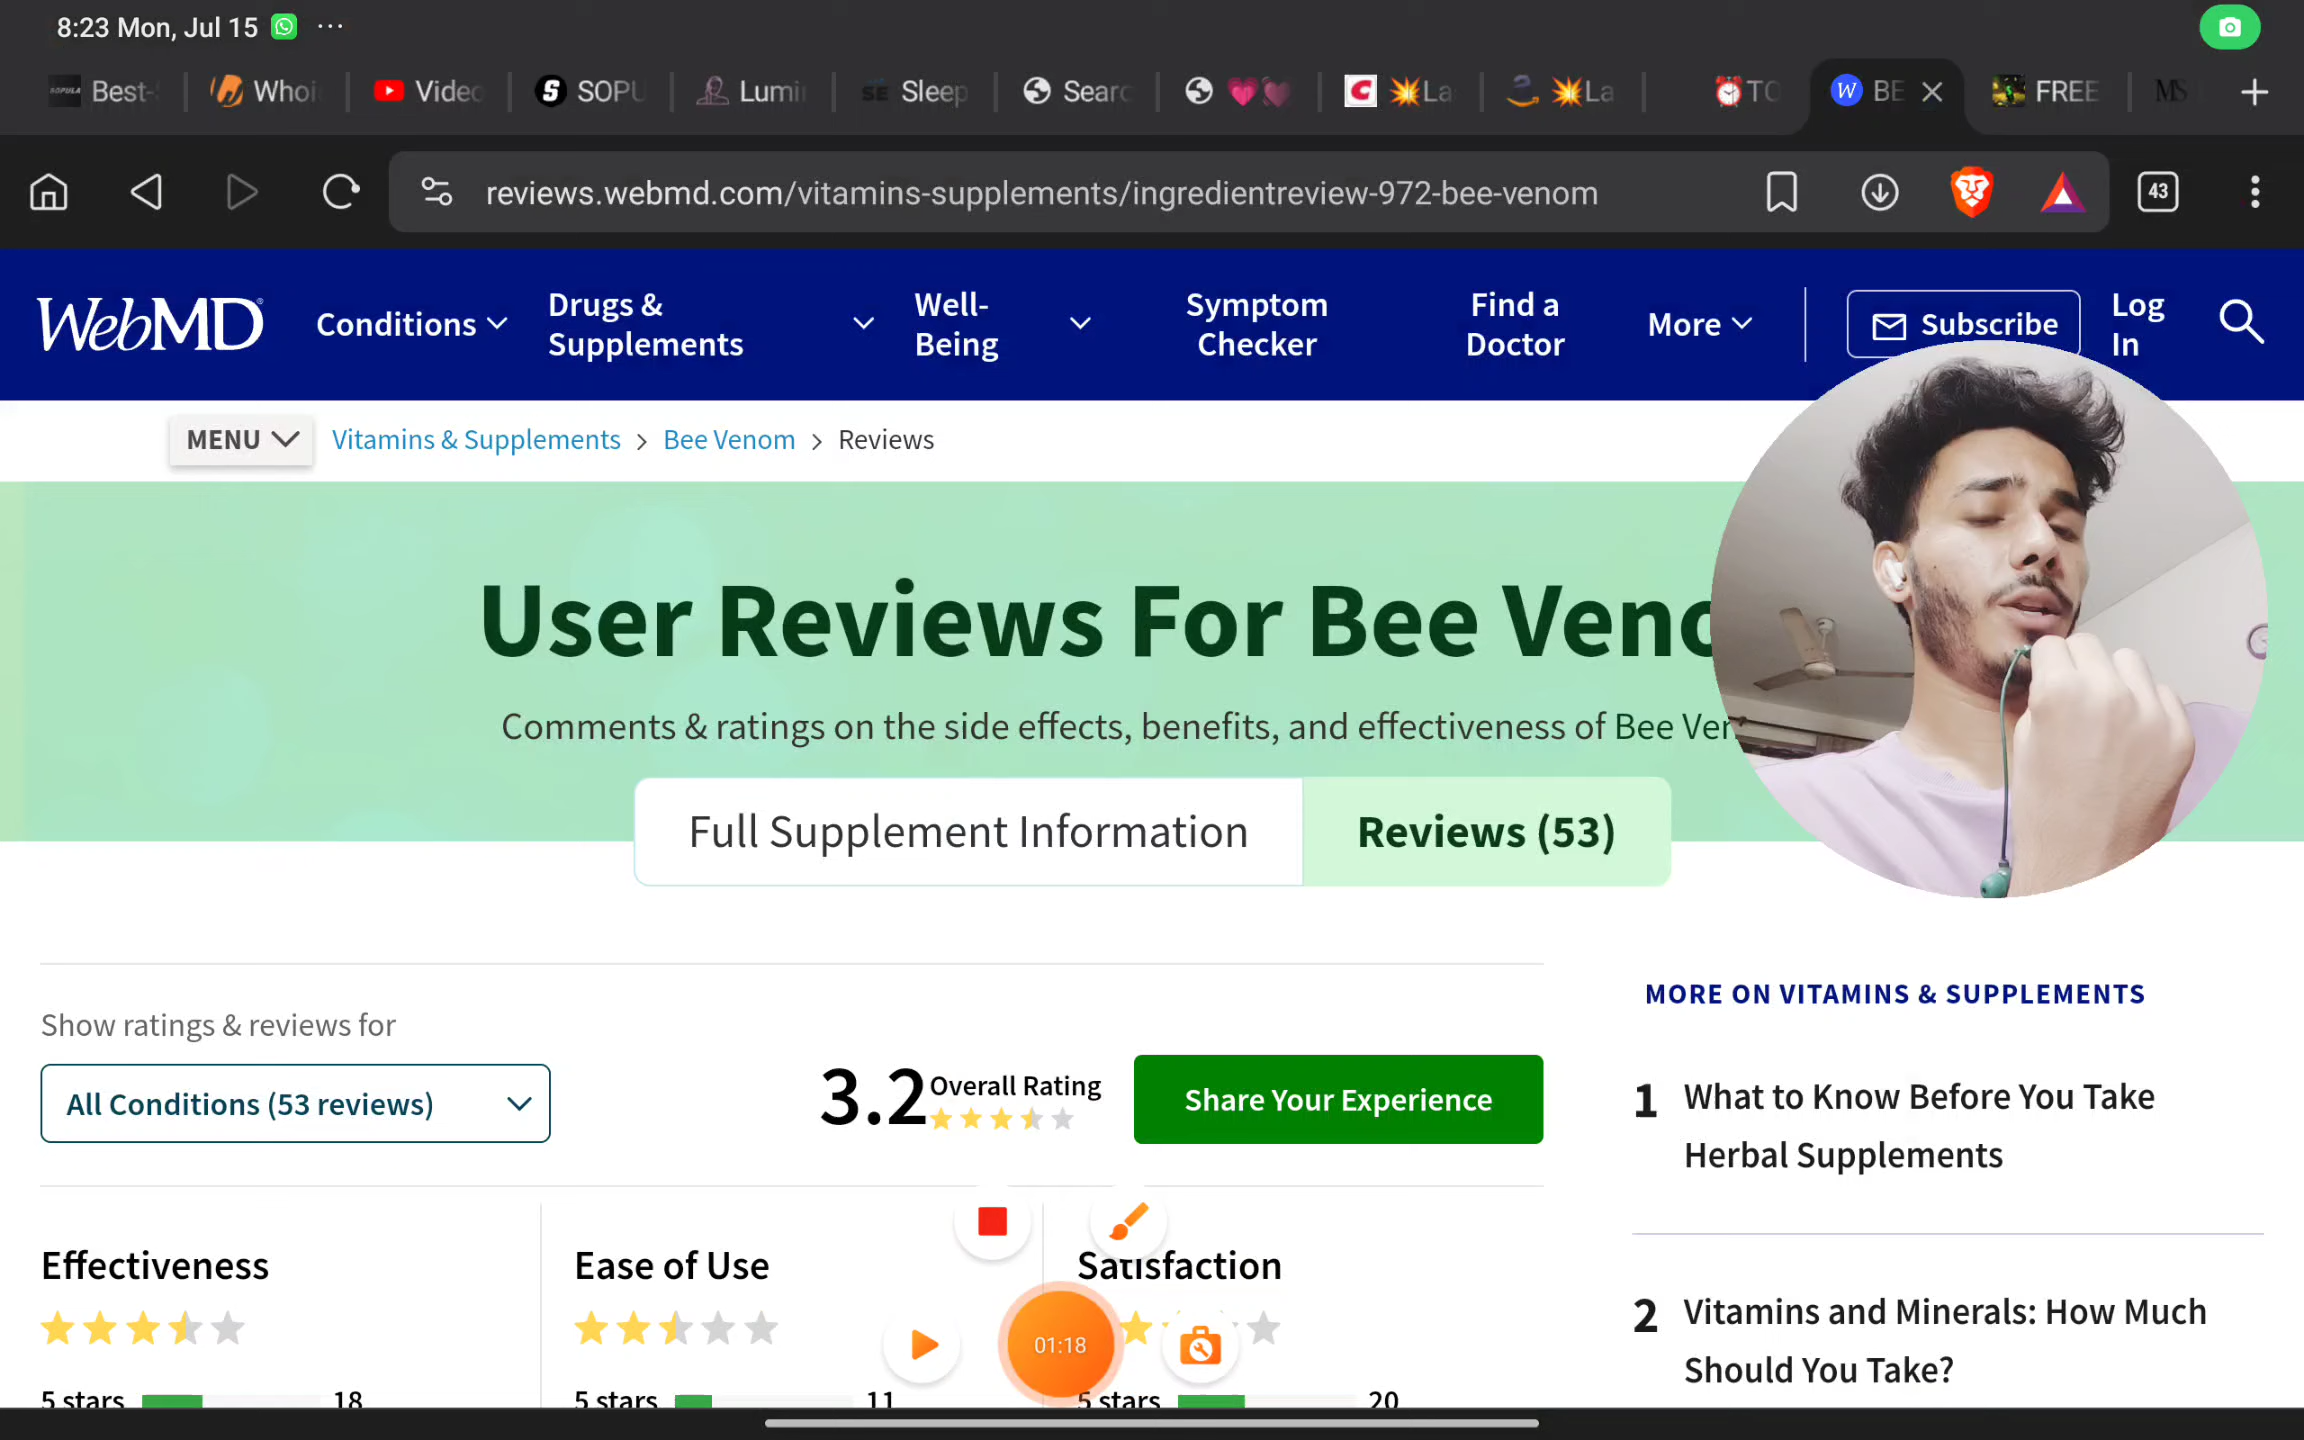 8:23 Mon, Jul 15
Best- Whoi Video SOPU Lumi Sleep Searc La La TO BE FREE MS
reviews.webmd.com/vitamins-supplements/ingredientreview-972-bee-venom 43
WebMD Conditions Drugs & Supplements Well-Being Symptom Checker Find a Doctor More Subscribe Log In
MENU Vitamins & Supplements > Bee Venom > Reviews
User Reviews For Bee Veno
Comments & ratings on the side effects, benefits, and effectiveness of Bee Ven
Full Supplement Information Reviews (53)
Show ratings & reviews for
All Conditions (53 reviews)
3.2 Overall Rating
Share Your Experience
Effectiveness Ease of Use Satisfaction
01:18
5 stars 18 5 stars 11 5 stars 20
MORE ON VITAMINS & SUPPLEMENTS
1 What to Know Before You Take
Herbal Supplements
2 Vitamins and Minerals: How Much
Should You Take?